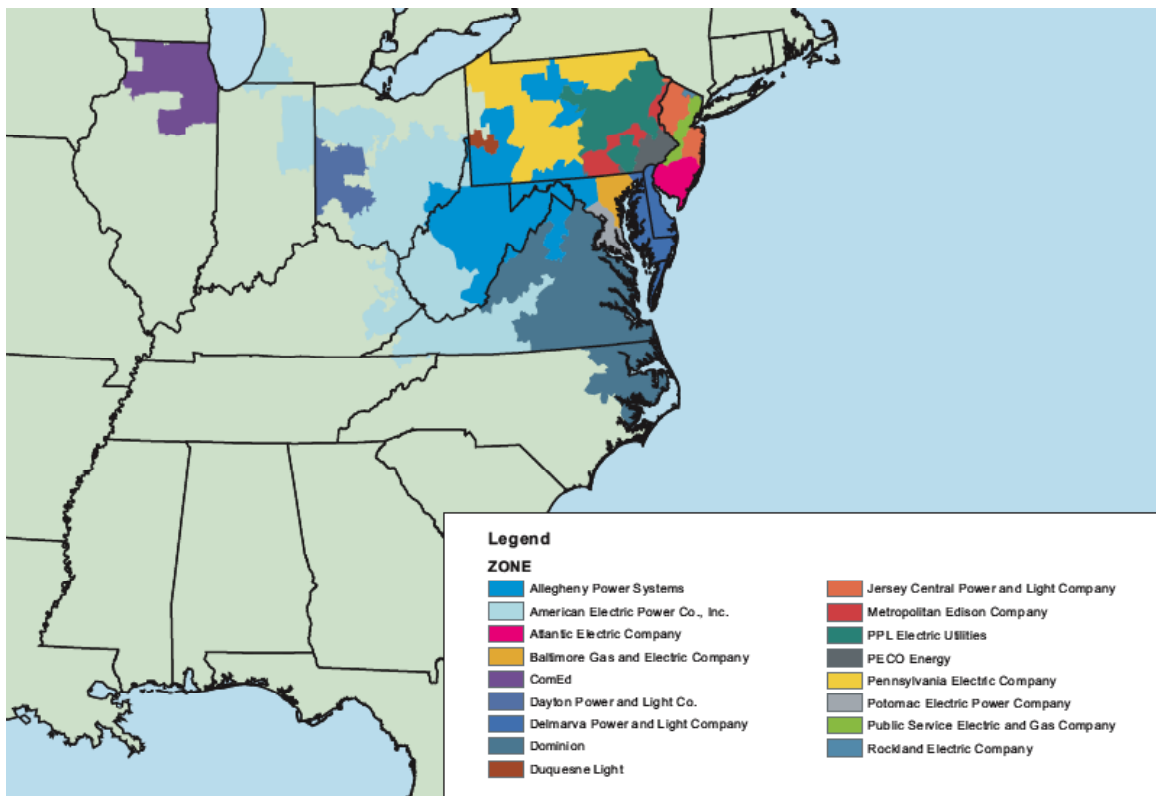 Legend
ZONE
Allegheny Power Systems
American Electric Power Co., Inc.
Atlantic Electric Company
Baltimore Gas and Electric Company
ComEd
Dayton Power and Light Co.
Delmarva Power and Light Company
Dominion
Duquesne Light
Jersey Central Power and Light Company
Metropolitan Edison Company
PPL Electric Utilities
PECO Energy
Pennsylvania Electric Company
Potomac Electric Power Company
Public Service Electric and Gas Company
Rockland Electric Company